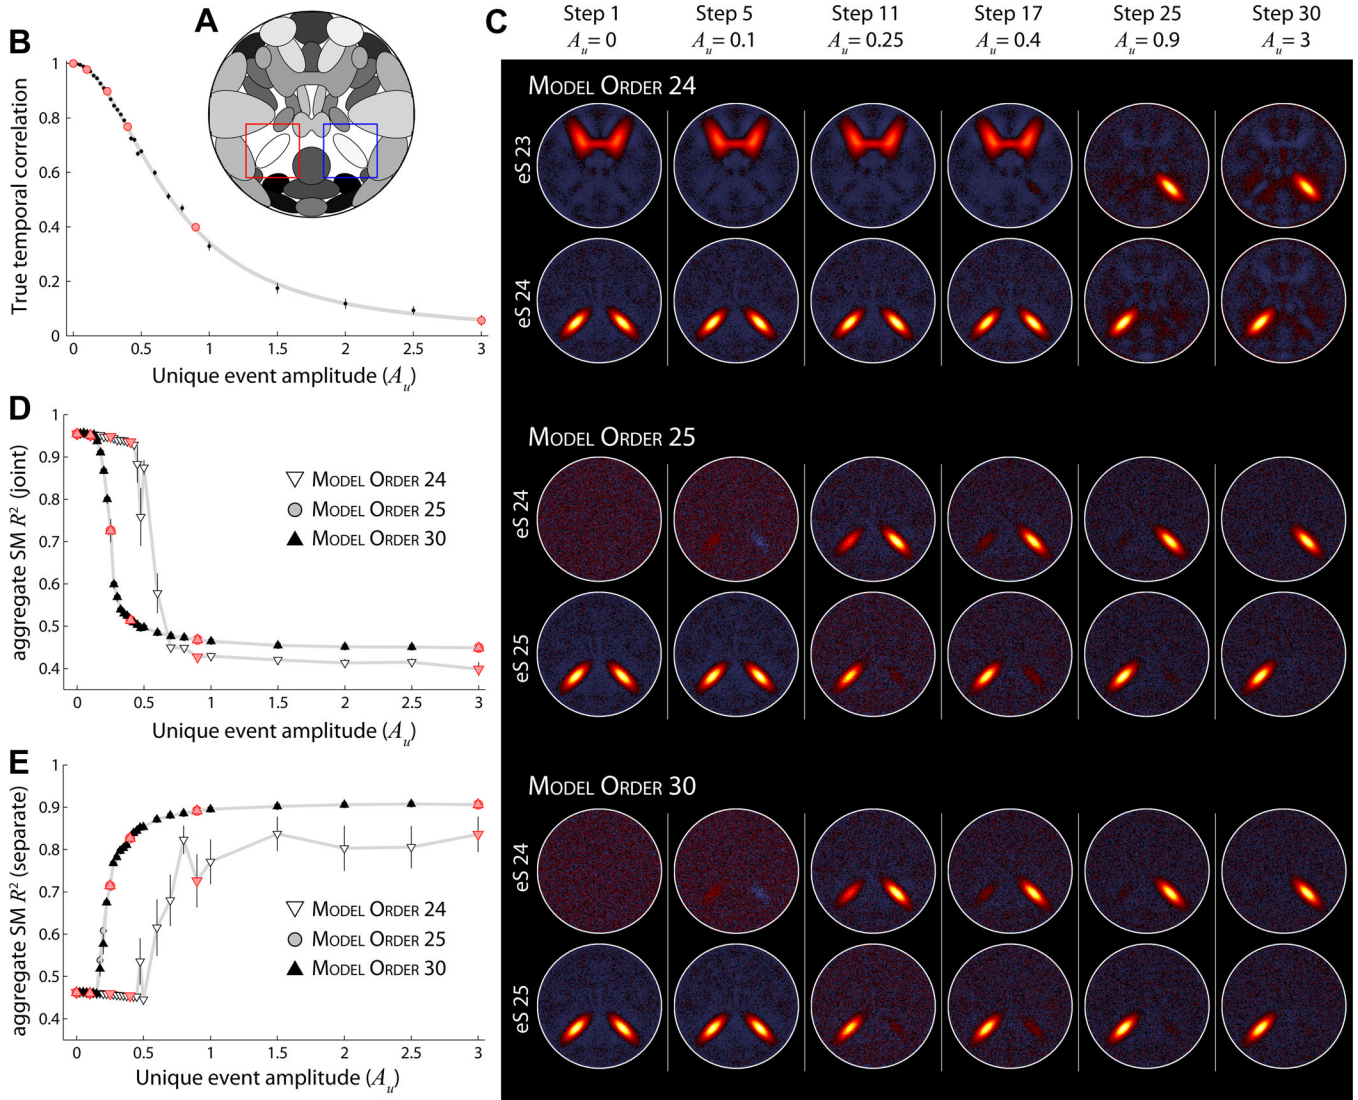 A
B
True temporal correlation
1
0.8
0.6
0.4
0.2
0
0 0.5 1 1.5 2 2.5 3
Unique event amplitude (Au)
C
Step 1 Step 5 Step 11 Step 17 Step 25 Step 30
Au= 0 Au= 0.1 Au= 0.25 Au= 0.4 Au= 0.9 Au= 3
Model Order 24
eS 23
eS 24
Model Order 25
eS 24
eS 25
Model Order 30
eS 24
eS 25
D
aggregate SM R² (joint)
1
0.9
0.8
0.7
0.6
0.5
0.4
Model Order 24
Model Order 25
Model Order 30
0 0.5 1 1.5 2 2.5 3
Unique event amplitude (Au)
E
aggregate SM R² (separate)
1
0.9
0.8
0.7
0.6
0.5
0.4
Model Order 24
Model Order 25
Model Order 30
0 0.5 1 1.5 2 2.5 3
Unique event amplitude (Au)